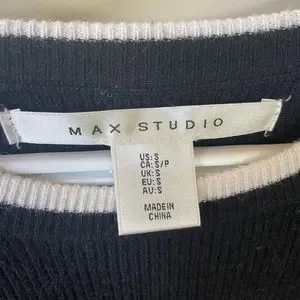 MAX STUDIO
US:S
CA:S/P
UK:S
EU:S
AU:S
MADE IN
CHINA